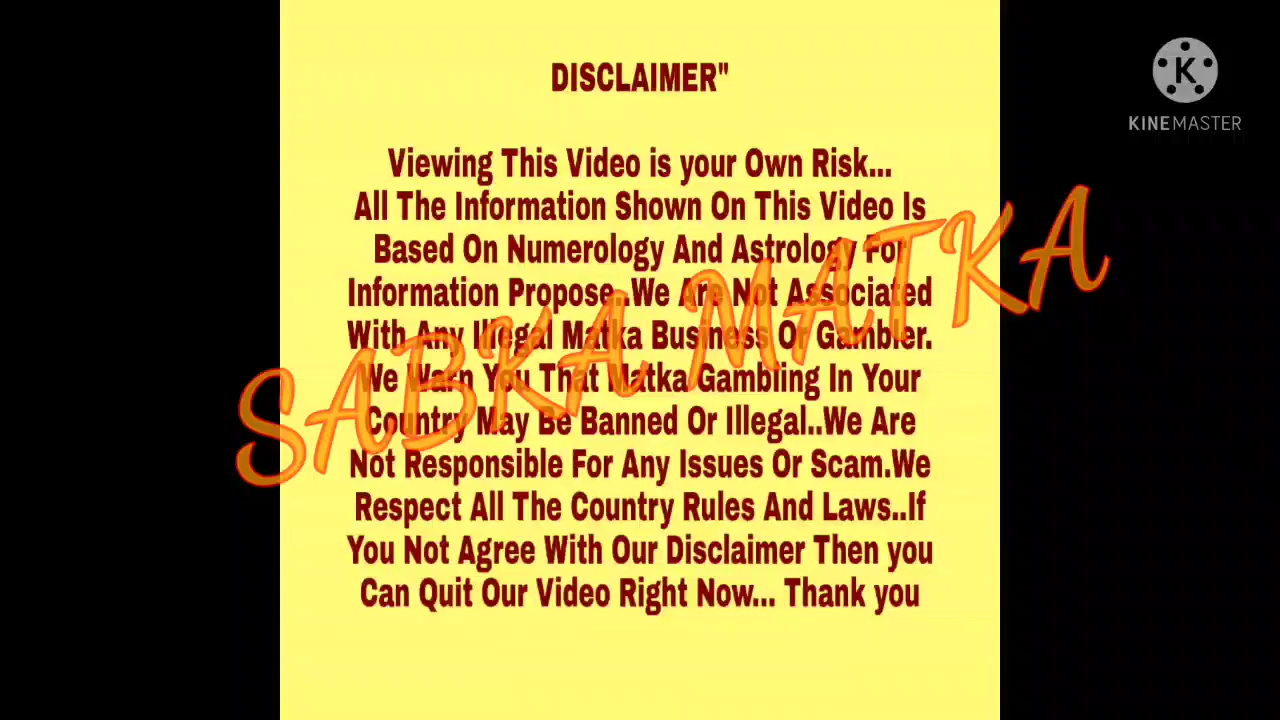 DISCLAIMER"
Viewing This Video is your Own Risk...
All The Information Shown On This Video Is
Based On Numerology And Astrology For
Information Propose..We Are Not Associated
With Any Illegal Matka Business Or Gambler.
We Warn You That Matka Gambling In Your
Country May Be Banned Or Illegal..We Are
Not Responsible For Any Issues Or Scam.We
Respect All The Country Rules And Laws..If
You Not Agree With Our Disclaimer Then you
Can Quit Our Video Right Now... Thank you
SABKA MATKA
K
KINEMASTER